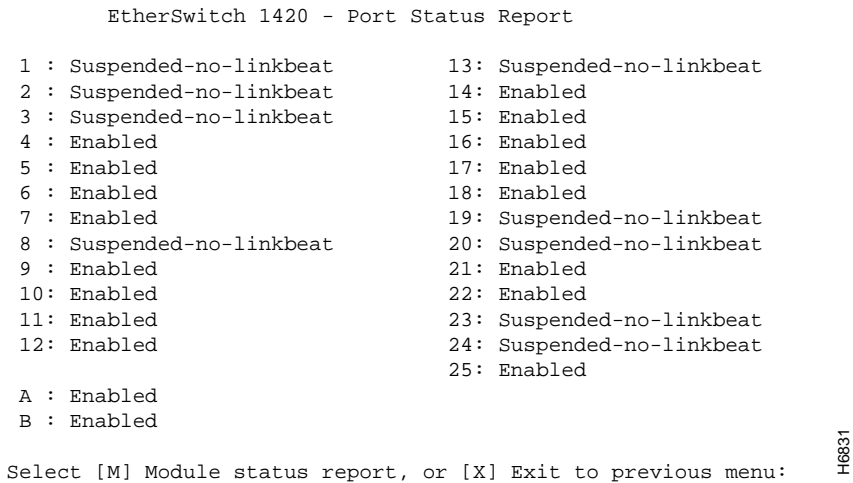 EtherSwitch 1420 - Port Status Report
1 : Suspended-no-linkbeat 13: Suspended-no-linkbeat
2 : Suspended-no-linkbeat 14: Enabled
3 : Suspended-no-linkbeat 15: Enabled
4 : Enabled 16: Enabled
5 : Enabled 17: Enabled
6 : Enabled 18: Enabled
7 : Enabled 19: Suspended-no-linkbeat
8 : Suspended-no-linkbeat 20: Suspended-no-linkbeat
9 : Enabled 21: Enabled
10: Enabled 22: Enabled
11: Enabled 23: Suspended-no-linkbeat
12: Enabled 24: Suspended-no-linkbeat
25: Enabled
A : Enabled
B : Enabled
Select [M] Module status report, or [X] Exit to previous menu:
H6831